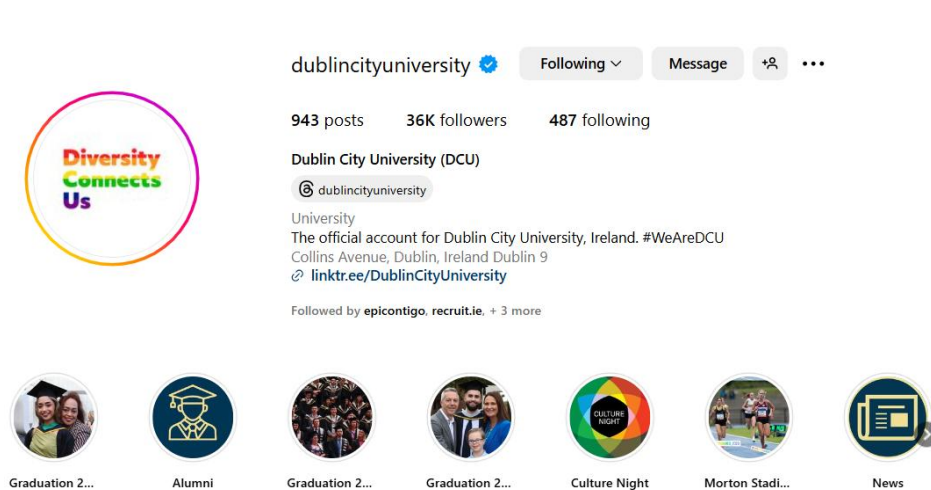 dublincityuniversity
Following
Message
943 posts 36K followers 487 following
Diversity
Connects
Us
Dublin City University (DCU)
dublincityuniversity
University
The official account for Dublin City University, Ireland. #WeAreDCU
Collins Avenue, Dublin, Ireland Dublin 9
linktr.ee/DublinCityUniversity
Followed by epicontigo, recruit.ie, + 3 more
CULTURE
NIGHT
Graduation 2... Alumni Graduation 2... Graduation 2... Culture Night Morton Stadi... News